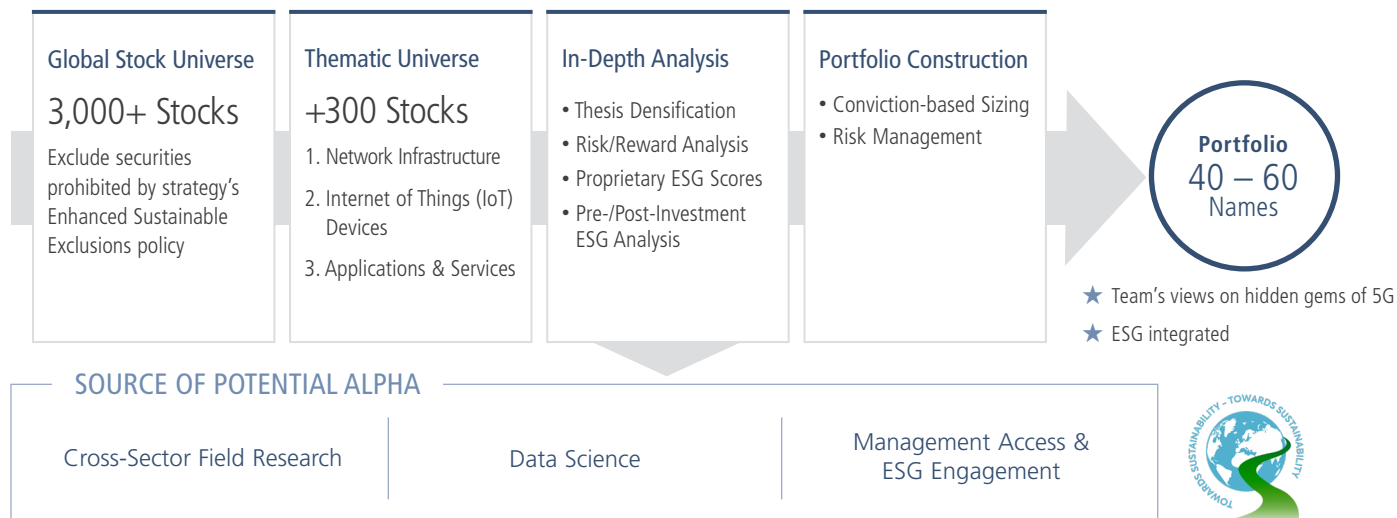 Global Stock Universe
3,000+ Stocks
Exclude securities
prohibited by strategy's
Enhanced Sustainable
Exclusions policy
Thematic Universe
+300 Stocks
1. Network Infrastructure
2. Internet of Things (IoT)
Devices
3. Applications & Services
In-Depth Analysis
• Thesis Densification
• Risk/Reward Analysis
• Proprietary ESG Scores
• Pre-/Post-Investment
ESG Analysis
Portfolio Construction
• Conviction-based Sizing
• Risk Management
Portfolio
40 – 60
Names
★ Team's views on hidden gems of 5G
★ ESG integrated
SOURCE OF POTENTIAL ALPHA
Cross-Sector Field Research
Data Science
Management Access &
ESG Engagement
TOWARDS SUSTAINABILITY – TOWARDS SUSTAINABILITY